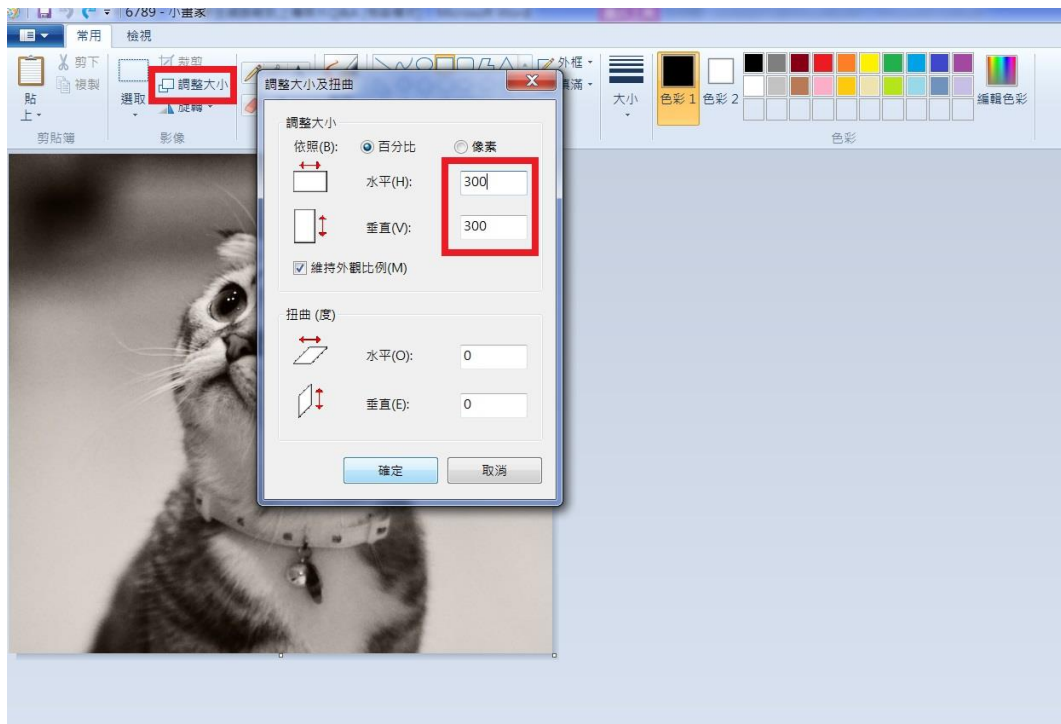 6789 - 小畫家
常用 檢視
剪下
複製
貼上
選取
裁剪
調整大小
旋轉
外框
填滿
大小
色彩 1
色彩 2
編輯色彩
剪貼簿
影像
色彩
調整大小及扭曲
調整大小
依照(B): 百分比 像素
水平(H): 300
垂直(V): 300
維持外觀比例(M)
扭曲 (度)
水平(O): 0
垂直(E): 0
確定 取消